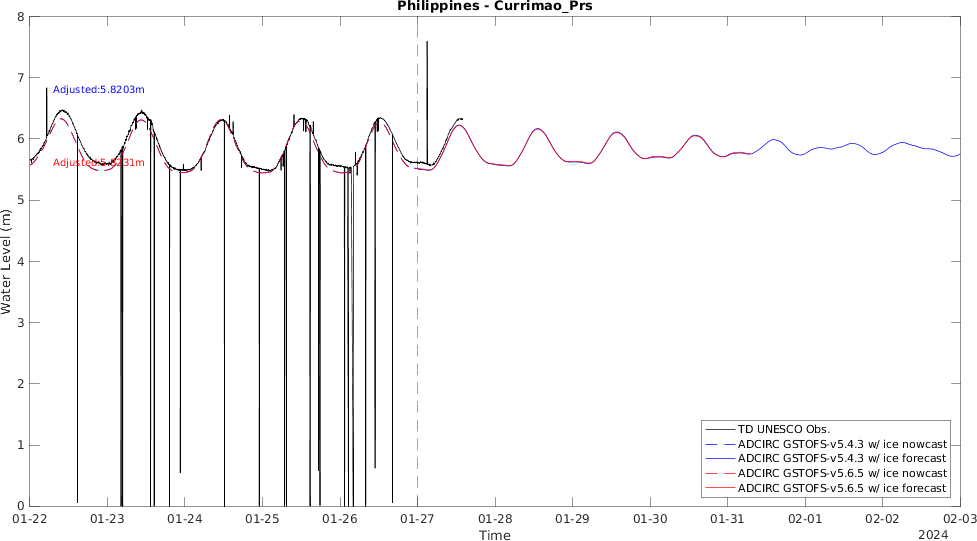 Philippines - Currimao_Prs
8
7
6
5
4
3
2
1
0
Water Level (m)
Adjusted:5.8203m
TD UNESCO Obs.
ADCIRC GSTOFS-v5.4.3 w/ ice nowcast
ADCIRC GSTOFS-v5.4.3 w/ ice forecast
ADCIRC GSTOFS-v5.6.5 w/ ice nowcast
ADCIRC GSTOFS-v5.6.5 w/ ice forecast
01-22 01-23 01-24 01-25 01-26 01-27 01-28 01-29 01-30 01-31 02-01 02-02 02-03
Time
2024